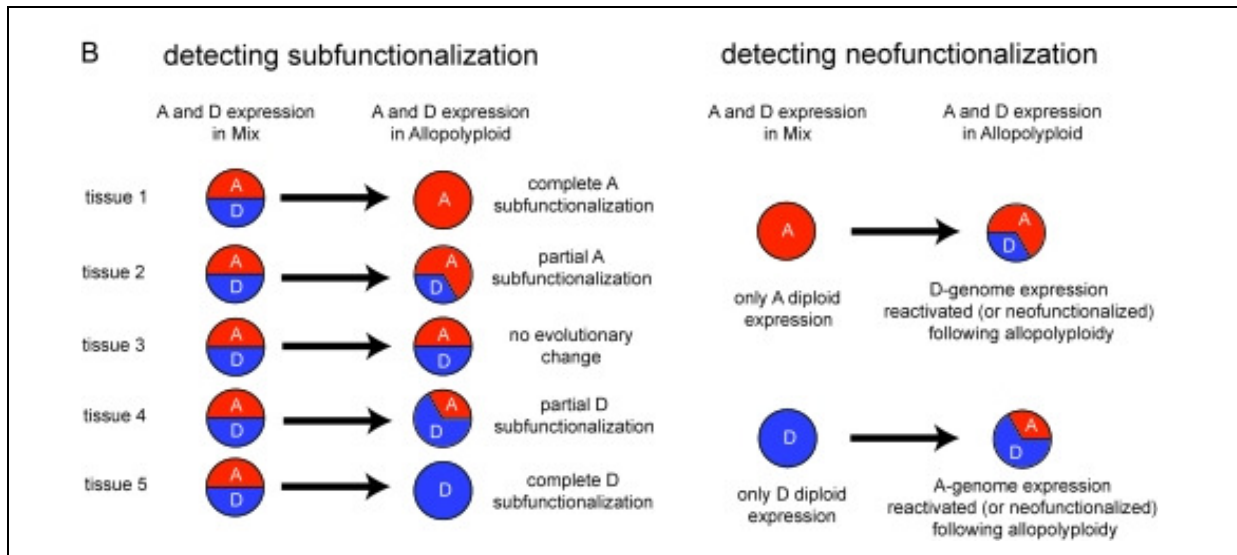 B
detecting subfunctionalization
A and D expression
in Mix
A and D expression
in Allopolyploid
tissue 1
A
D
A
complete A
subfunctionalization
tissue 2
A
D
A
D
partial A
subfunctionalization
tissue 3
A
D
A
D
no evolutionary
change
tissue 4
A
D
A
D
partial D
subfunctionalization
tissue 5
A
D
D
complete D
subfunctionalization
detecting neofunctionalization
A and D expression
in Mix
A and D expression
in Allopolyploid
A
A
D
only A diploid
expression
D-genome expression
reactivated (or neofunctionalized)
following allopolyploidy
D
A
D
only D diploid
expression
A-genome expression
reactivated (or neofunctionalized)
following allopolyploidy